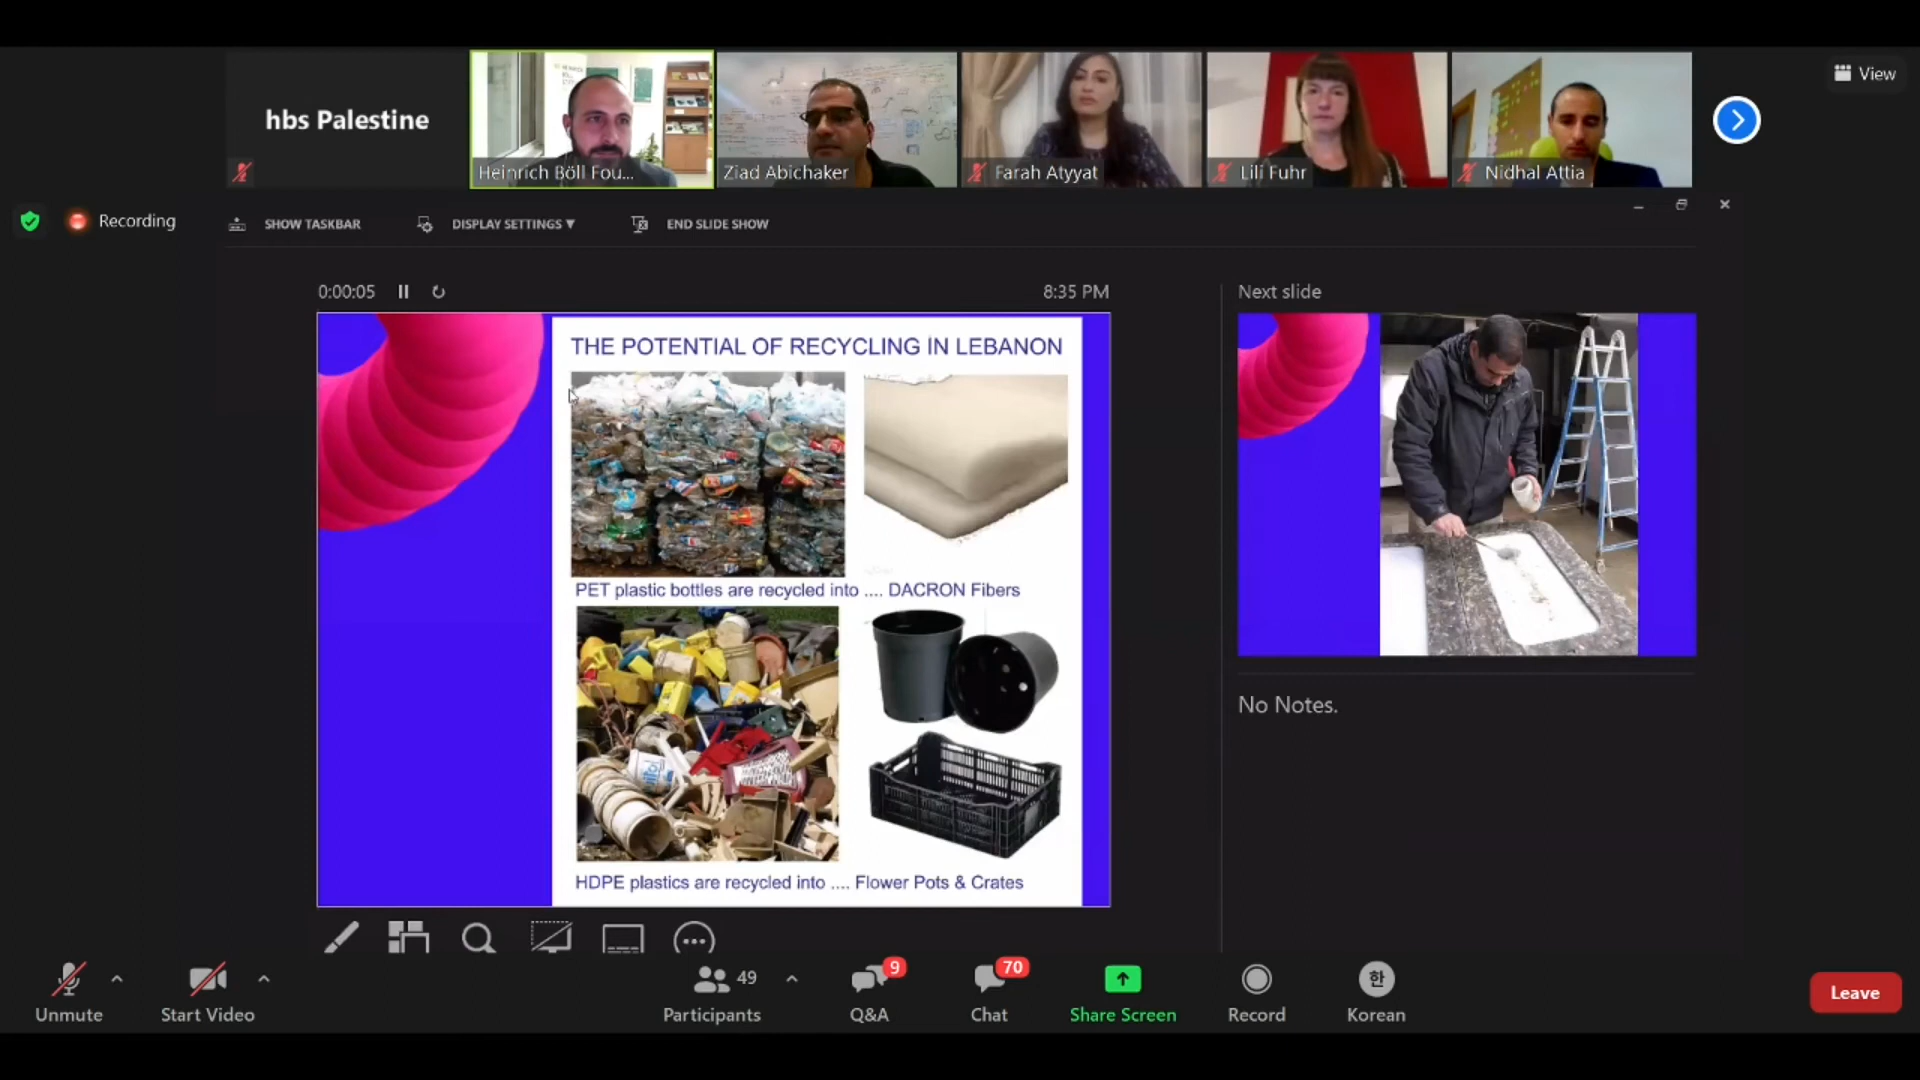 hbs Palestine
Heinrich Böll Fou...
Ziad Abichaker
Farah Atyyat
Lili Fuhr
Nidhal Attia
View
Recording
SHOW TASKBAR
DISPLAY SETTINGS ▼
END SLIDE SHOW
0:00:05
8:35 PM
Next slide
THE POTENTIAL OF RECYCLING IN LEBANON
PET plastic bottles are recycled into .... DACRON Fibers
HDPE plastics are recycled into .... Flower Pots & Crates
No Notes.
Unmute
Start Video
49
Participants
9
Q&A
70
Chat
Share Screen
Record
한
Korean
Leave